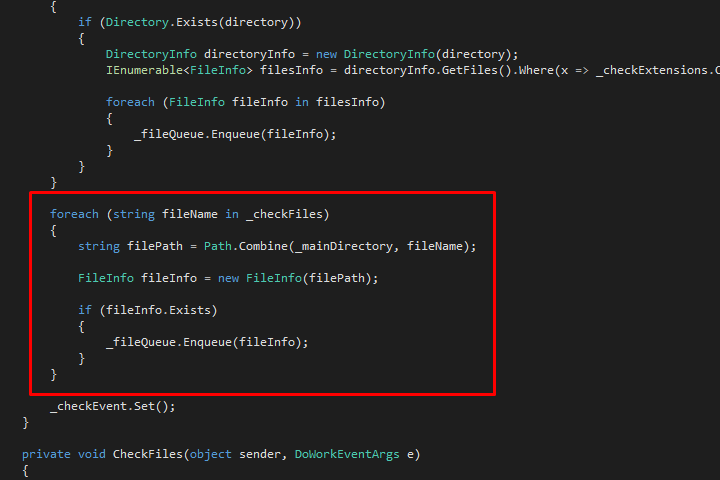 {
if (Directory.Exists(directory))
{
DirectoryInfo directoryInfo = new DirectoryInfo(directory);
IEnumerable<FileInfo> filesInfo = directoryInfo.GetFiles().Where(x => _checkExtensions.C
foreach (FileInfo fileInfo in filesInfo)
{
_fileQueue.Enqueue(fileInfo);
}
}
}
foreach (string fileName in _checkFiles)
{
string filePath = Path.Combine(_mainDirectory, fileName);
FileInfo fileInfo = new FileInfo(filePath);
if (fileInfo.Exists)
{
_fileQueue.Enqueue(fileInfo);
}
}
_checkEvent.Set();
}
private void CheckFiles(object sender, DoWorkEventArgs e)
{